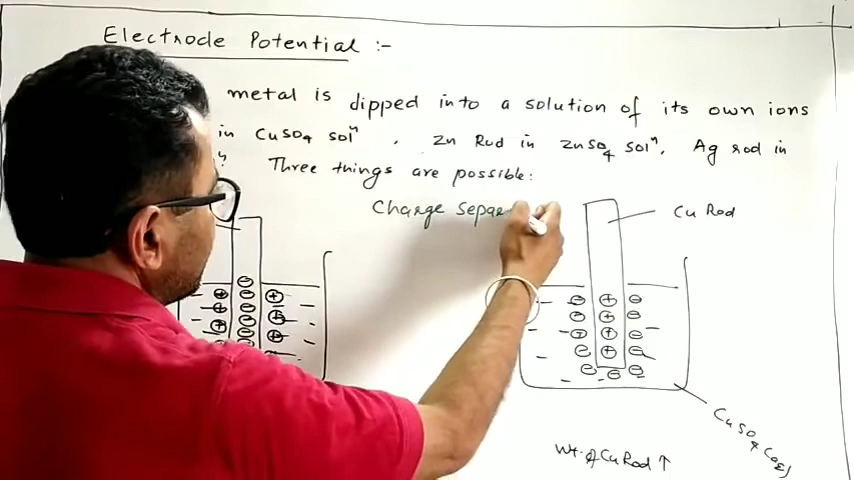 Electrode Potential :-
metal is dipped into a solution of its own ions
in CuSO4 solⁿ , Zn Rod in ZnSO4 solⁿ, Ag rod in
Three things are possible:
Charge Separ
Cu Rod
CuSO4 (aq)
Wt. of Cu Rod ↑